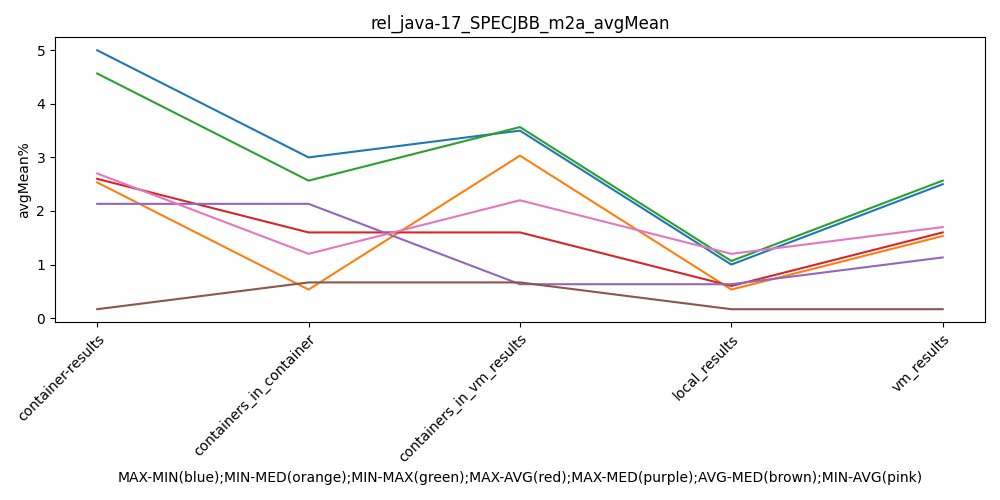 rel_java-17_SPECJBB_m2a_avgMean
avgMean%
5
4
3
2
1
0
container-results
containers_in_container
containers_in_vm_results
local_results
vm_results
MAX-MIN(blue);MIN-MED(orange);MIN-MAX(green);MAX-AVG(red);MAX-MED(purple);AVG-MED(brown);MIN-AVG(pink)